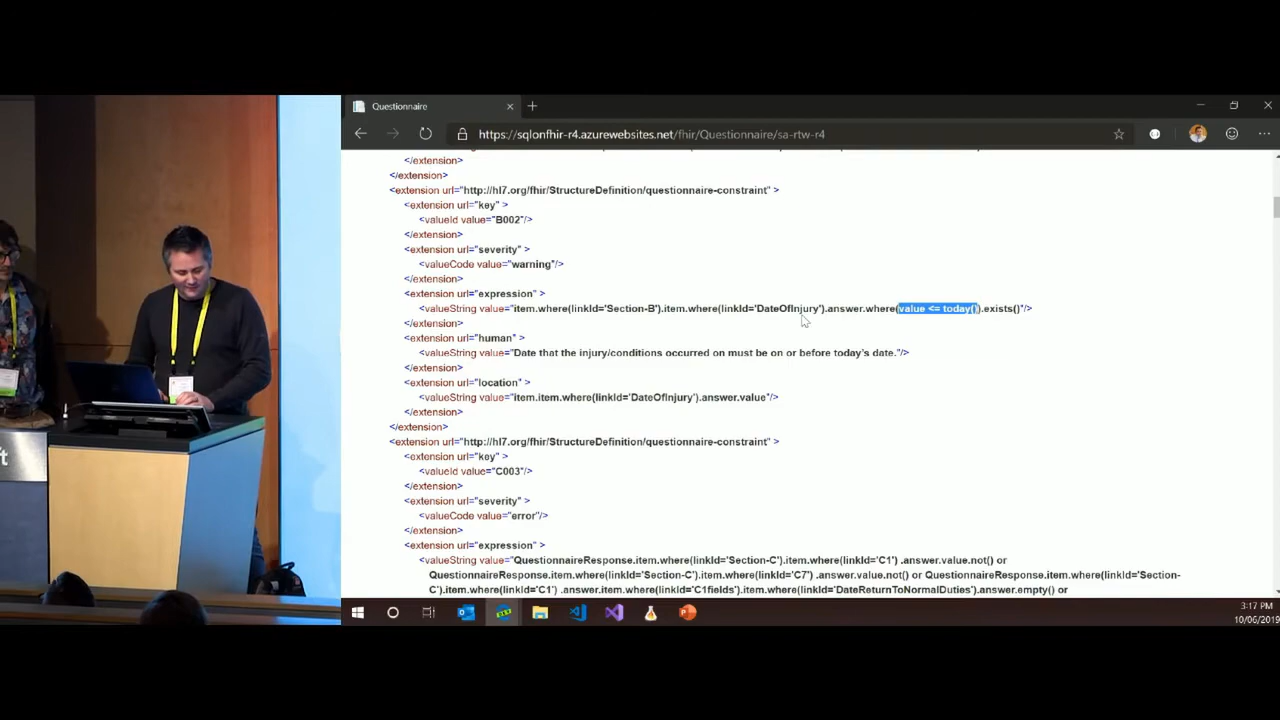 Questionnaire
https://sqlonfhir-r4.azurewebsites.net/fhir/Questionnaire/sa-rtw-r4
</extension>
</extension>
<extension url="http://hl7.org/fhir/StructureDefinition/questionnaire-constraint" >
<extension url="key" >
<valueId value="B002"/>
</extension>
<extension url="severity" >
<valueCode value="warning"/>
</extension>
<extension url="expression" >
<valueString value="item.where(linkId='Section-B').item.where(linkId='DateOfInjury').answer.where(value <= today()).exists()"/>
</extension>
<extension url="human" >
<valueString value="Date that the injury/conditions occurred on must be on or before today's date."/>
</extension>
<extension url="location" >
<valueString value="item.item.where(linkId='DateOfInjury').answer.value"/>
</extension>
</extension>
<extension url="http://hl7.org/fhir/StructureDefinition/questionnaire-constraint" >
<extension url="key" >
<valueId value="C003"/>
</extension>
<extension url="severity" >
<valueCode value="error"/>
</extension>
<extension url="expression" >
<valueString value="QuestionnaireResponse.item.where(linkId='Section-C').item.where(linkId='C1') .answer.value.not() or
QuestionnaireResponse.item.where(linkId='Section-C').item.where(linkId='C7') .answer.value.not() or QuestionnaireResponse.item.where(linkId='Section-
C').item.where(linkId='C1') .answer.item.where(linkId='C1fields').item.where(linkId='DateReturnToNormalDuties').answer.empty() or
ft
3:17 PM
10/06/2019